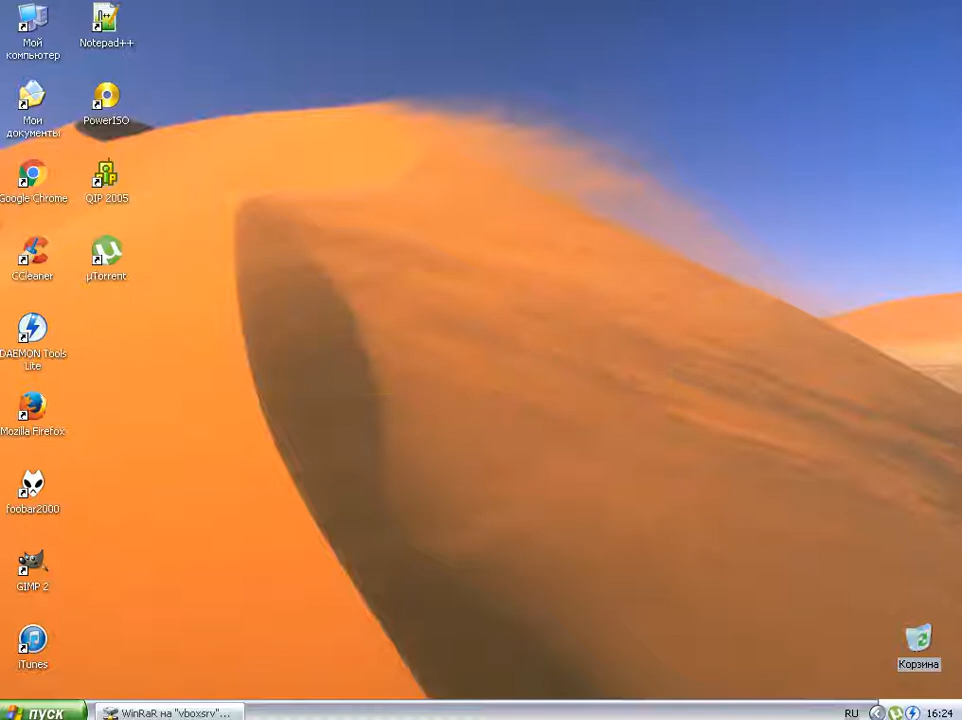 Мой
компьютер
Notepad++
Мои
документы
PowerISO
Google Chrome
QIP 2005
CCleaner
µTorrent
DAEMON Tools
Lite
Mozilla Firefox
foobar2000
GIMP 2
iTunes
Корзина
пуск
WinRaR на "vboxsrv"...
RU
16:24